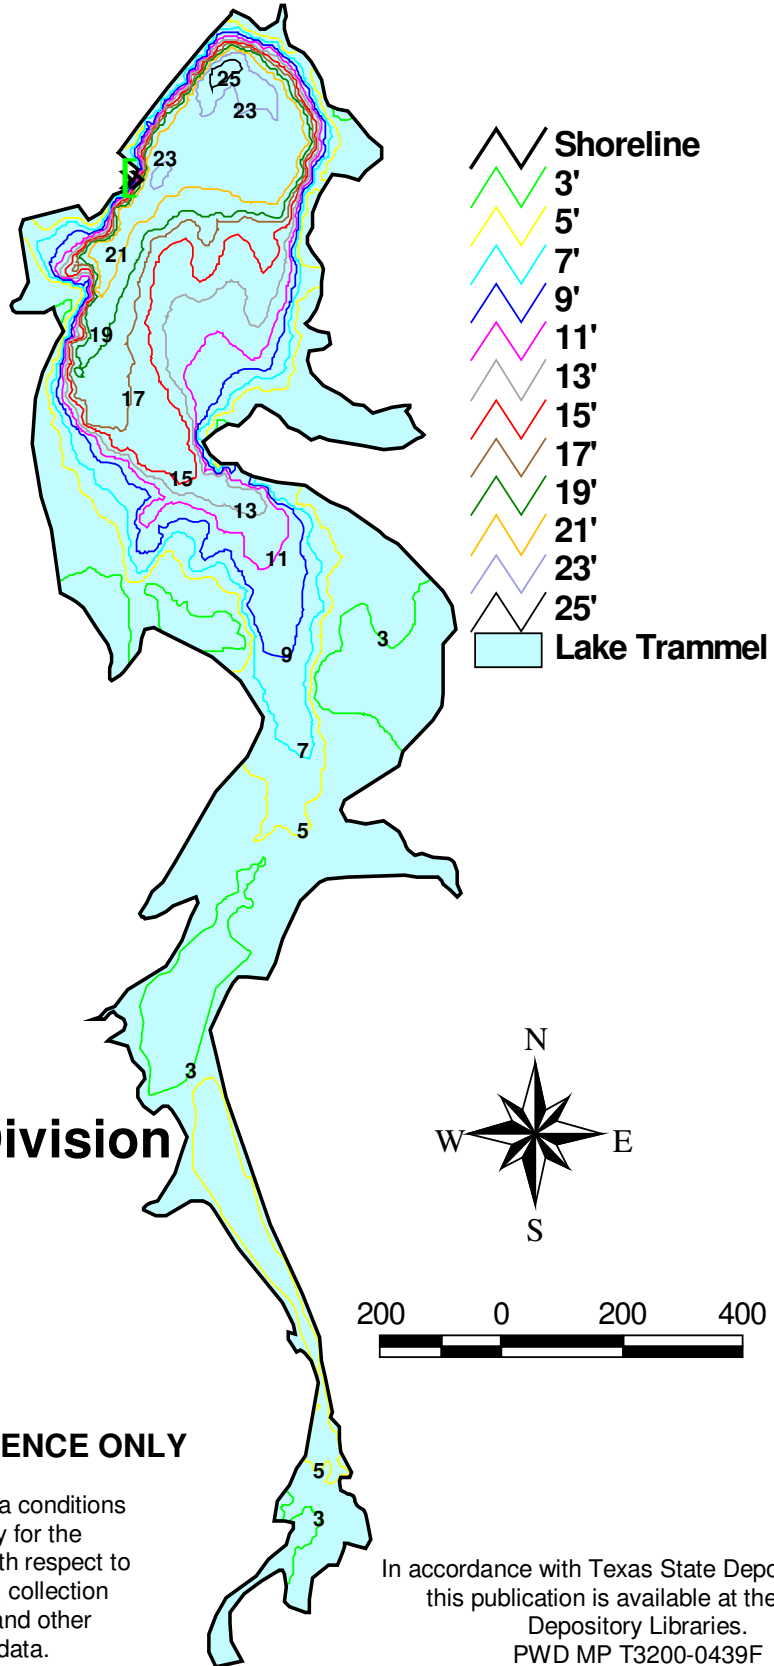 25
23
23
21
19
17
15
13
11
9
7
5
3
3
5
3
Shoreline
3'
5'
7'
9'
11'
13'
15'
17'
19'
21'
23'
25'
Lake Trammel
N
W
E
S
200 0 200 400
ivision
ENCE ONLY
a conditions
y for the
th respect to
collection
and other
data.
In accordance with Texas State Depo
this publication is available at the
Depository Libraries.
PWD MP T3200-0439F